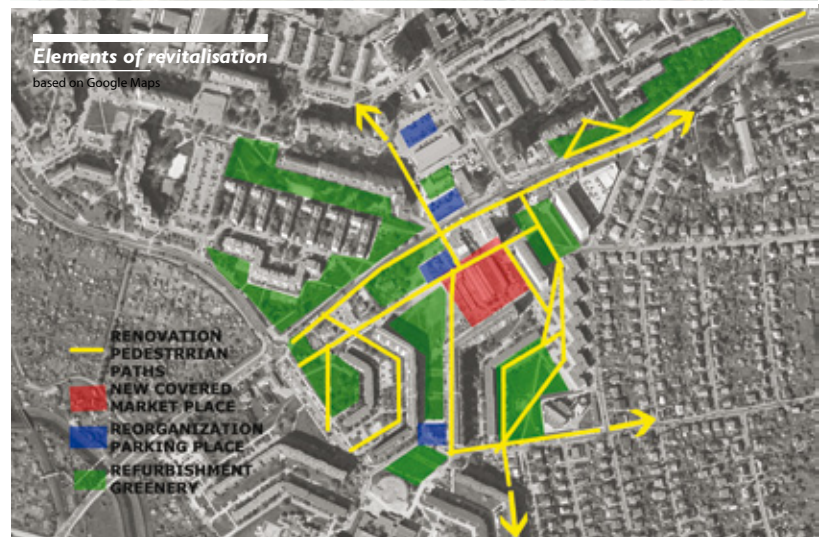 Elements of revitalisation
based on Google Maps
RENOVATION
PEDESTRRIAN
PATHS
NEW COVERED
MARKET PLACE
REORGANIZATION
PARKING PLACE
REFURBISHMENT
GREENERY